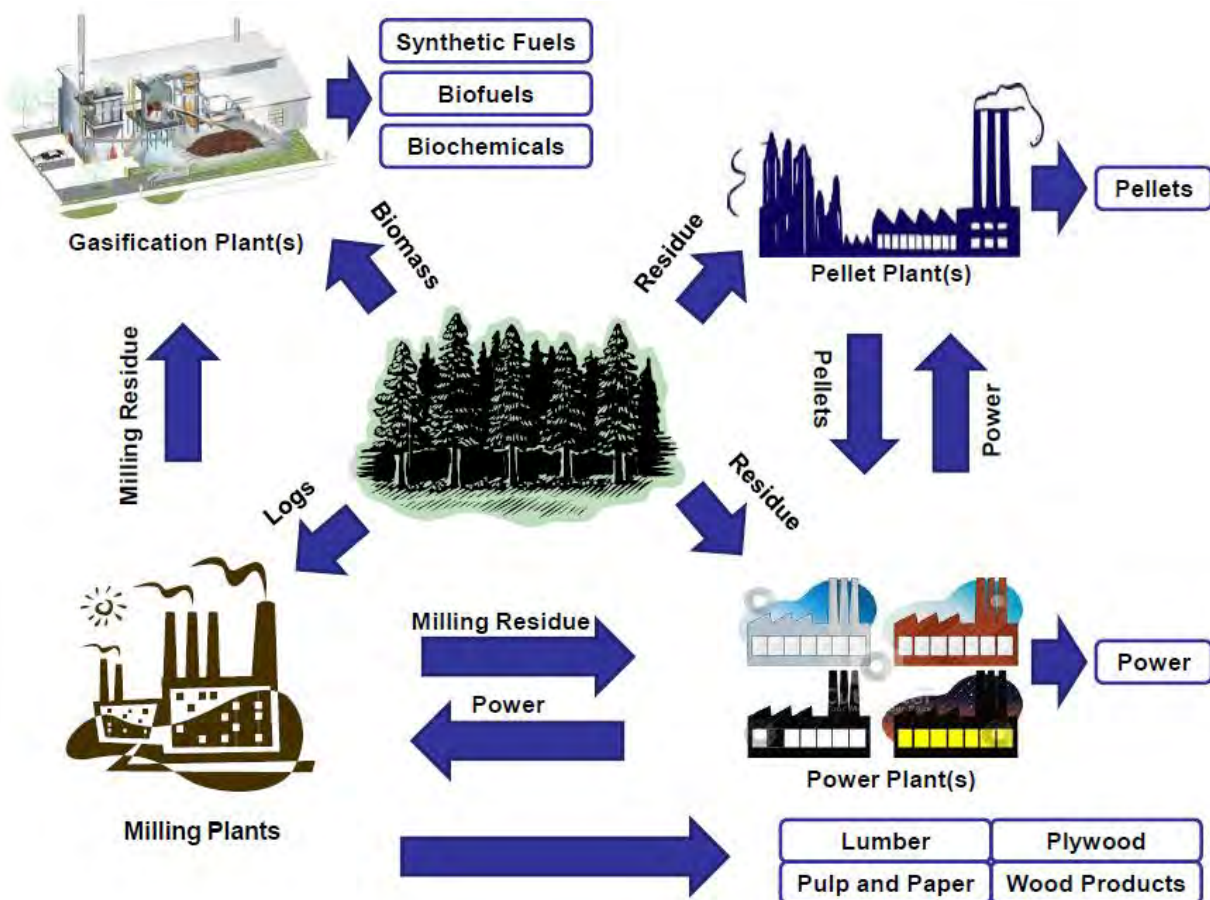 Synthetic Fuels
Biofuels
Biochemicals
Gasification Plant(s)
Biomass
Residue
Pellets
Pellet Plant(s)
Milling Residue
Pellets
Power
Logs
Residue
Milling Residue
Power
Power
Power Plant(s)
Milling Plants
Lumber
Plywood
Pulp and Paper
Wood Products